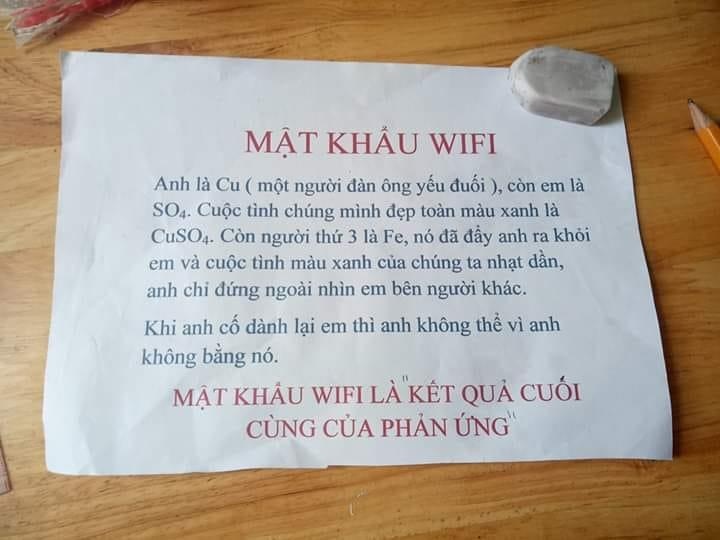 MẬT KHẨU WIFI
Anh là Cu ( một người đàn ông yếu đuối ), còn em là
SO₄. Cuộc tình chúng mình đẹp toàn màu xanh là
CuSO₄. Còn người thứ 3 là Fe, nó đã đẩy anh ra khỏi
em và cuộc tình màu xanh của chúng ta nhạt dần,
anh chỉ đứng ngoài nhìn em bên người khác.
Khi anh cố dành lại em thì anh không thể vì anh
không bằng nó.
MẬT KHẨU WIFI LÀ "KẾT QUẢ CUỐI
CÙNG CỦA PHẢN ỨNG"